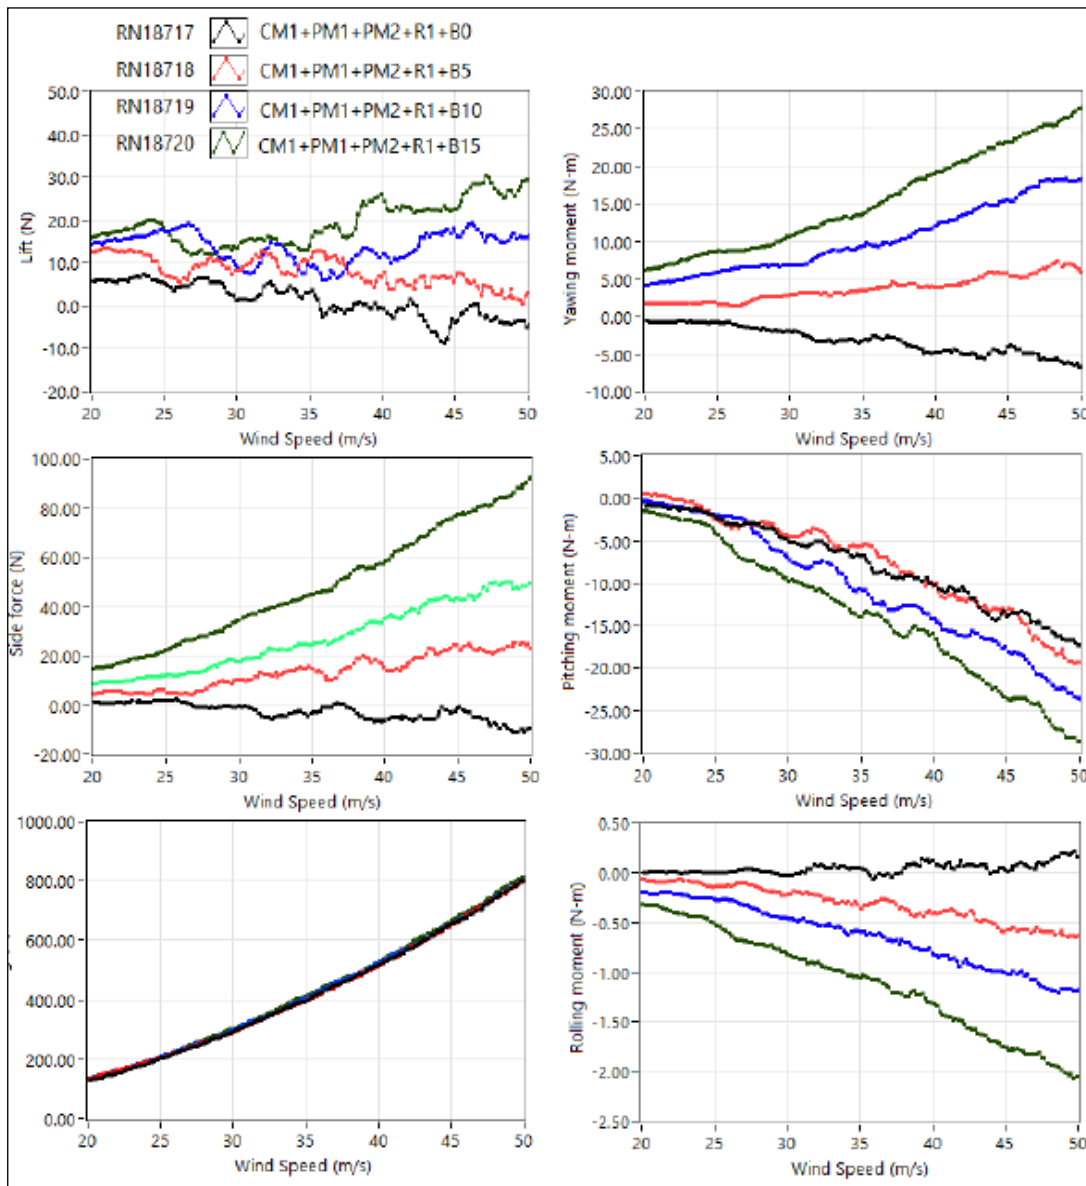 RN18717 CM1+PM1+PM2+R1+B0
RN18718 CM1+PM1+PM2+R1+B5
RN18719 CM1+PM1+PM2+R1+B10
RN18720 CM1+PM1+PM2+R1+B15
Lift (N)
50.0
40.0
30.0
20.0
10.0
0.0
-10.0
-20.0
20 25 30 35 40 45 50
Wind Speed (m/s)
Yawing moment (N-m)
30.00
25.00
20.00
15.00
10.00
5.00
0.00
-5.00
-10.00
20 25 30 35 40 45 50
Wind Speed (m/s)
Side force (N)
100.00
80.00
60.00
40.00
20.00
0.00
-20.00
20 25 30 35 40 45 50
Wind Speed (m/s)
Pitching moment (N-m)
5.00
0.00
-5.00
-10.00
-15.00
-20.00
-25.00
-30.00
20 25 30 35 40 45 50
Wind Speed (m/s)
1000.00
800.00
600.00
400.00
200.00
0.00
20 25 30 35 40 45 50
Wind Speed (m/s)
Rolling moment (N-m)
0.50
0.00
-0.50
-1.00
-1.50
-2.00
-2.50
20 25 30 35 40 45 50
Wind Speed (m/s)